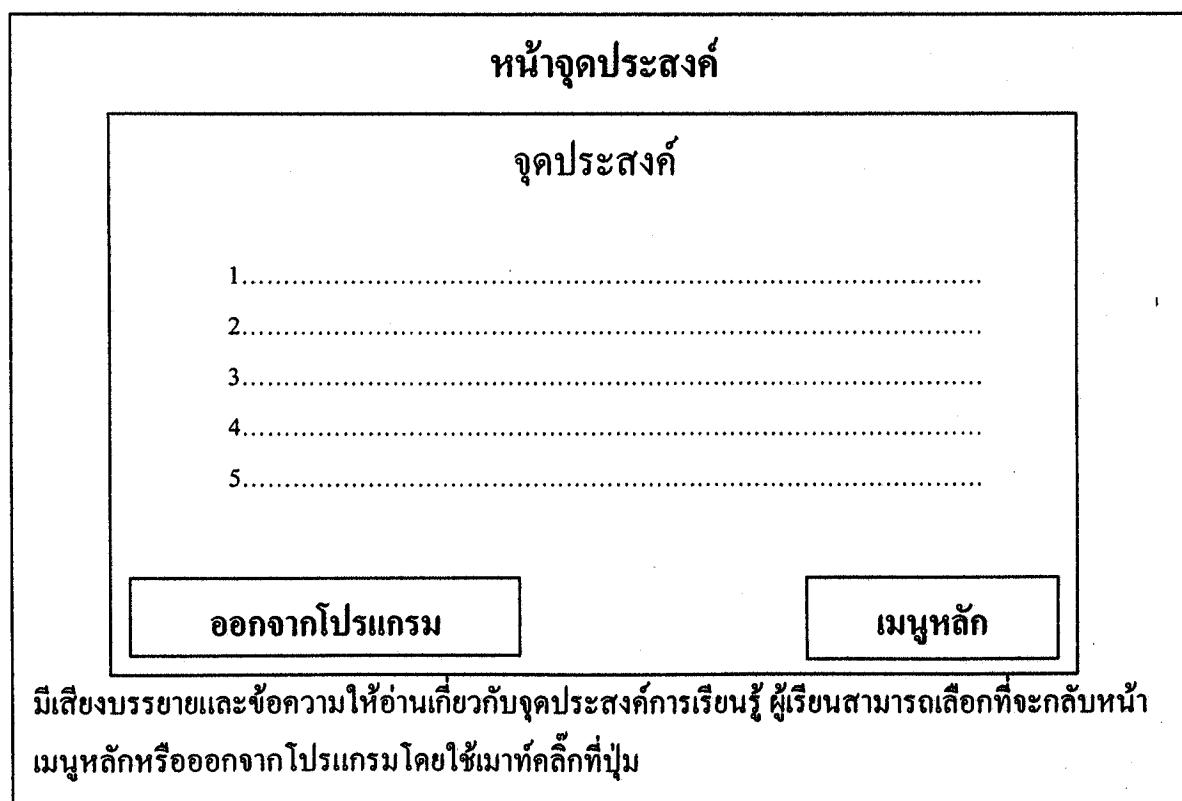 หน้าจุดประสงค์
จุดประสงค์
1..........................................................................................
2..........................................................................................
3..........................................................................................
4..........................................................................................
5..........................................................................................
ออกจากโปรแกรม เมนูหลัก
มีเสียงบรรยายและข้อความให้อ่านเกี่ยวกับจุดประสงค์การเรียนรู้ ผู้เรียนสามารถเลือกที่จะกลับหน้า
เมนูหลักหรือออกจากโปรแกรมโดยใช้เมาท์คลิ๊กที่ปุ่ม